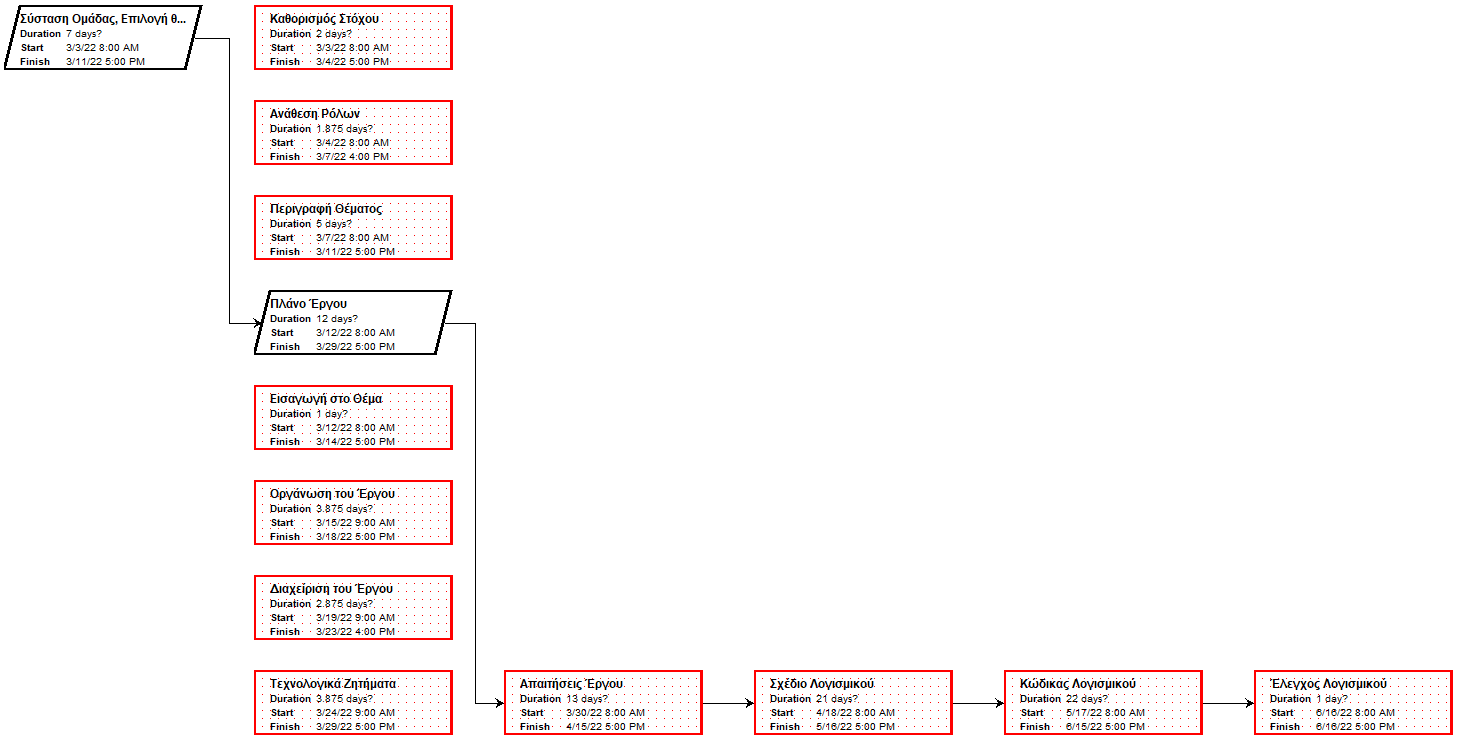 Σύσταση Ομάδας, Επιλογή θ...
Duration 7 days?
Start 3/3/22 8:00 AM
Finish 3/11/22 5:00 PM
Καθορισμός Στόχου
Duration 2 days?
Start 3/3/22 8:00 AM
Finish 3/4/22 5:00 PM
Ανάθεση Ρόλων
Duration 1.875 days?
Start 3/4/22 8:00 AM
Finish 3/7/22 4:00 PM
Περιγραφή Θέματος
Duration 5 days?
Start 3/7/22 8:00 AM
Finish 3/11/22 5:00 PM
Πλάνο Έργου
Duration 12 days?
Start 3/12/22 8:00 AM
Finish 3/29/22 5:00 PM
Εισαγωγή στο Θέμα
Duration 1 day?
Start 3/12/22 8:00 AM
Finish 3/14/22 5:00 PM
Οργάνωση του Έργου
Duration 3.875 days?
Start 3/15/22 9:00 AM
Finish 3/18/22 5:00 PM
Διαχείριση του Έργου
Duration 2.875 days?
Start 3/19/22 9:00 AM
Finish 3/23/22 4:00 PM
Τεχνολογικά Ζητήματα
Duration 3.875 days?
Start 3/24/22 9:00 AM
Finish 3/29/22 5:00 PM
Απαιτήσεις Έργου
Duration 13 days?
Start 3/30/22 8:00 AM
Finish 4/15/22 5:00 PM
Σχέδιο Λογισμικού
Duration 21 days?
Start 4/18/22 8:00 AM
Finish 5/16/22 5:00 PM
Κώδικας Λογισμικού
Duration 22 days?
Start 5/17/22 8:00 AM
Finish 6/15/22 5:00 PM
Έλεγχος Λογισμικού
Duration 1 day?
Start 6/16/22 8:00 AM
Finish 6/16/22 5:00 PM